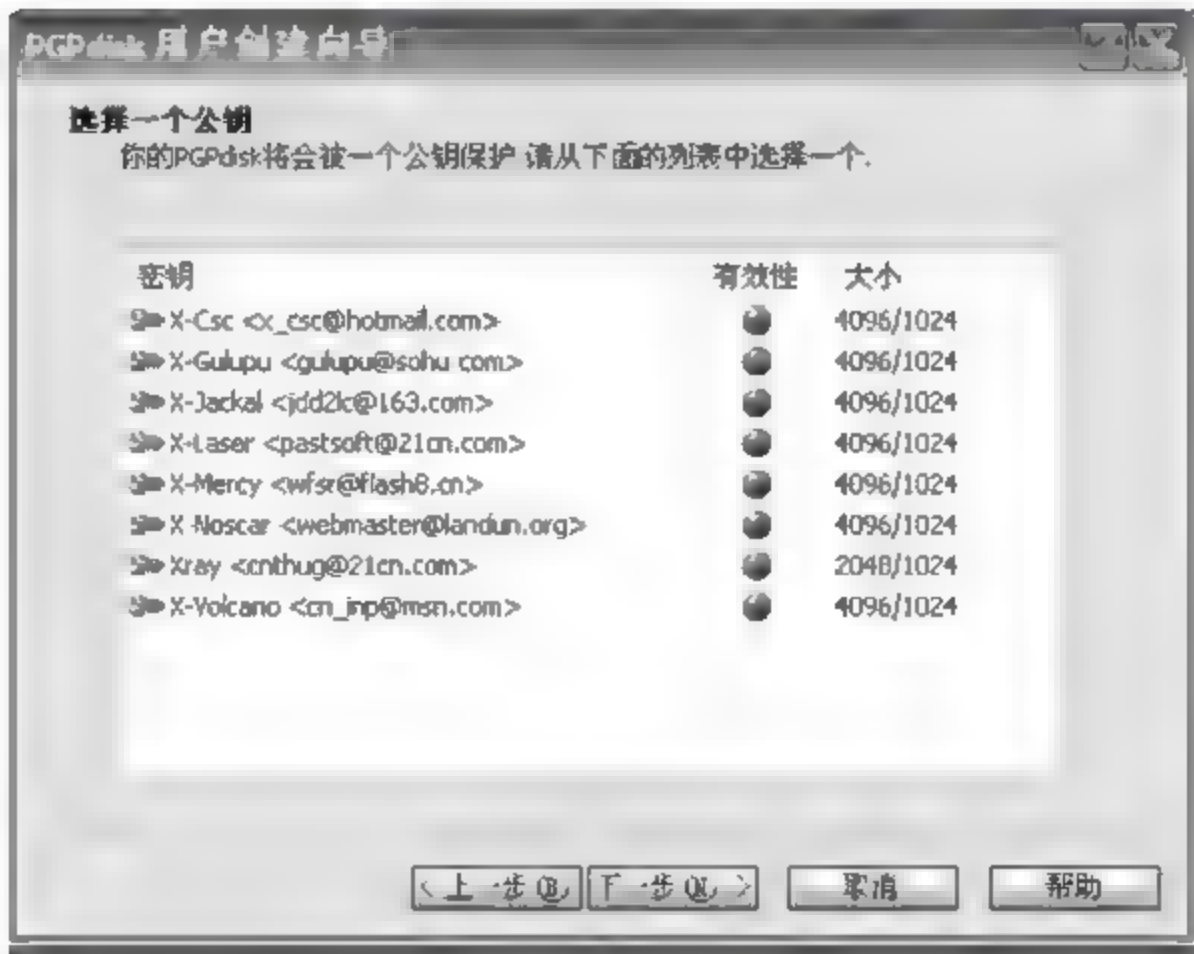 PGPdisk 用户创建向导
选择一个公钥
你的PGPdisk将会被一个公钥保护 请从下面的列表中选择一个.
密钥 有效性 大小
X-Csc <x_csc@hotmail.com> 4096/1024
X-Gulupu <gulupu@sohu.com> 4096/1024
X-Jackal <jdd2lc@163.com> 4096/1024
X-Laser <pastsoft@21cn.com> 4096/1024
X-Mercy <wfsr@flash8.cn> 4096/1024
X-Noscar <webmaster@landun.org> 4096/1024
Xray <cnthug@21cn.com> 2048/1024
X-Volcano <cn_inp@msn.com> 4096/1024
< 上一步(B) 下一步(N) > 取消 帮助